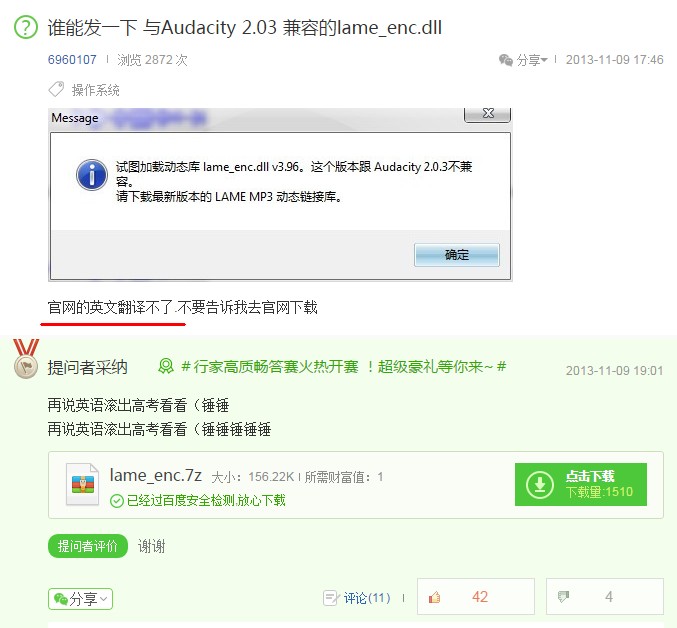 谁能发一下 与Audacity 2.03 兼容的lame_enc.dll
6960107 | 浏览 2872 次 分享 | 2013-11-09 17:46
操作系统
Message
试图加载动态库 lame_enc.dll v3.96。这个版本跟 Audacity 2.0.3不兼
容。
请下载最新版本的 LAME MP3 动态链接库。
确定
官网的英文翻译不了.不要告诉我去官网下载
提问者采纳 #行家高质畅答赛火热开赛 ！超级豪礼等你来~# 2013-11-09 19:01
再说英语滚出高考看看（锤锤
再说英语滚出高考看看（锤锤锤锤锤
lame_enc.7z 大小：156.22K | 所需财富值：1
已经过百度安全检测,放心下载
点击下载
下载量:1510
提问者评价 谢谢
分享 评论(11) | 42 4